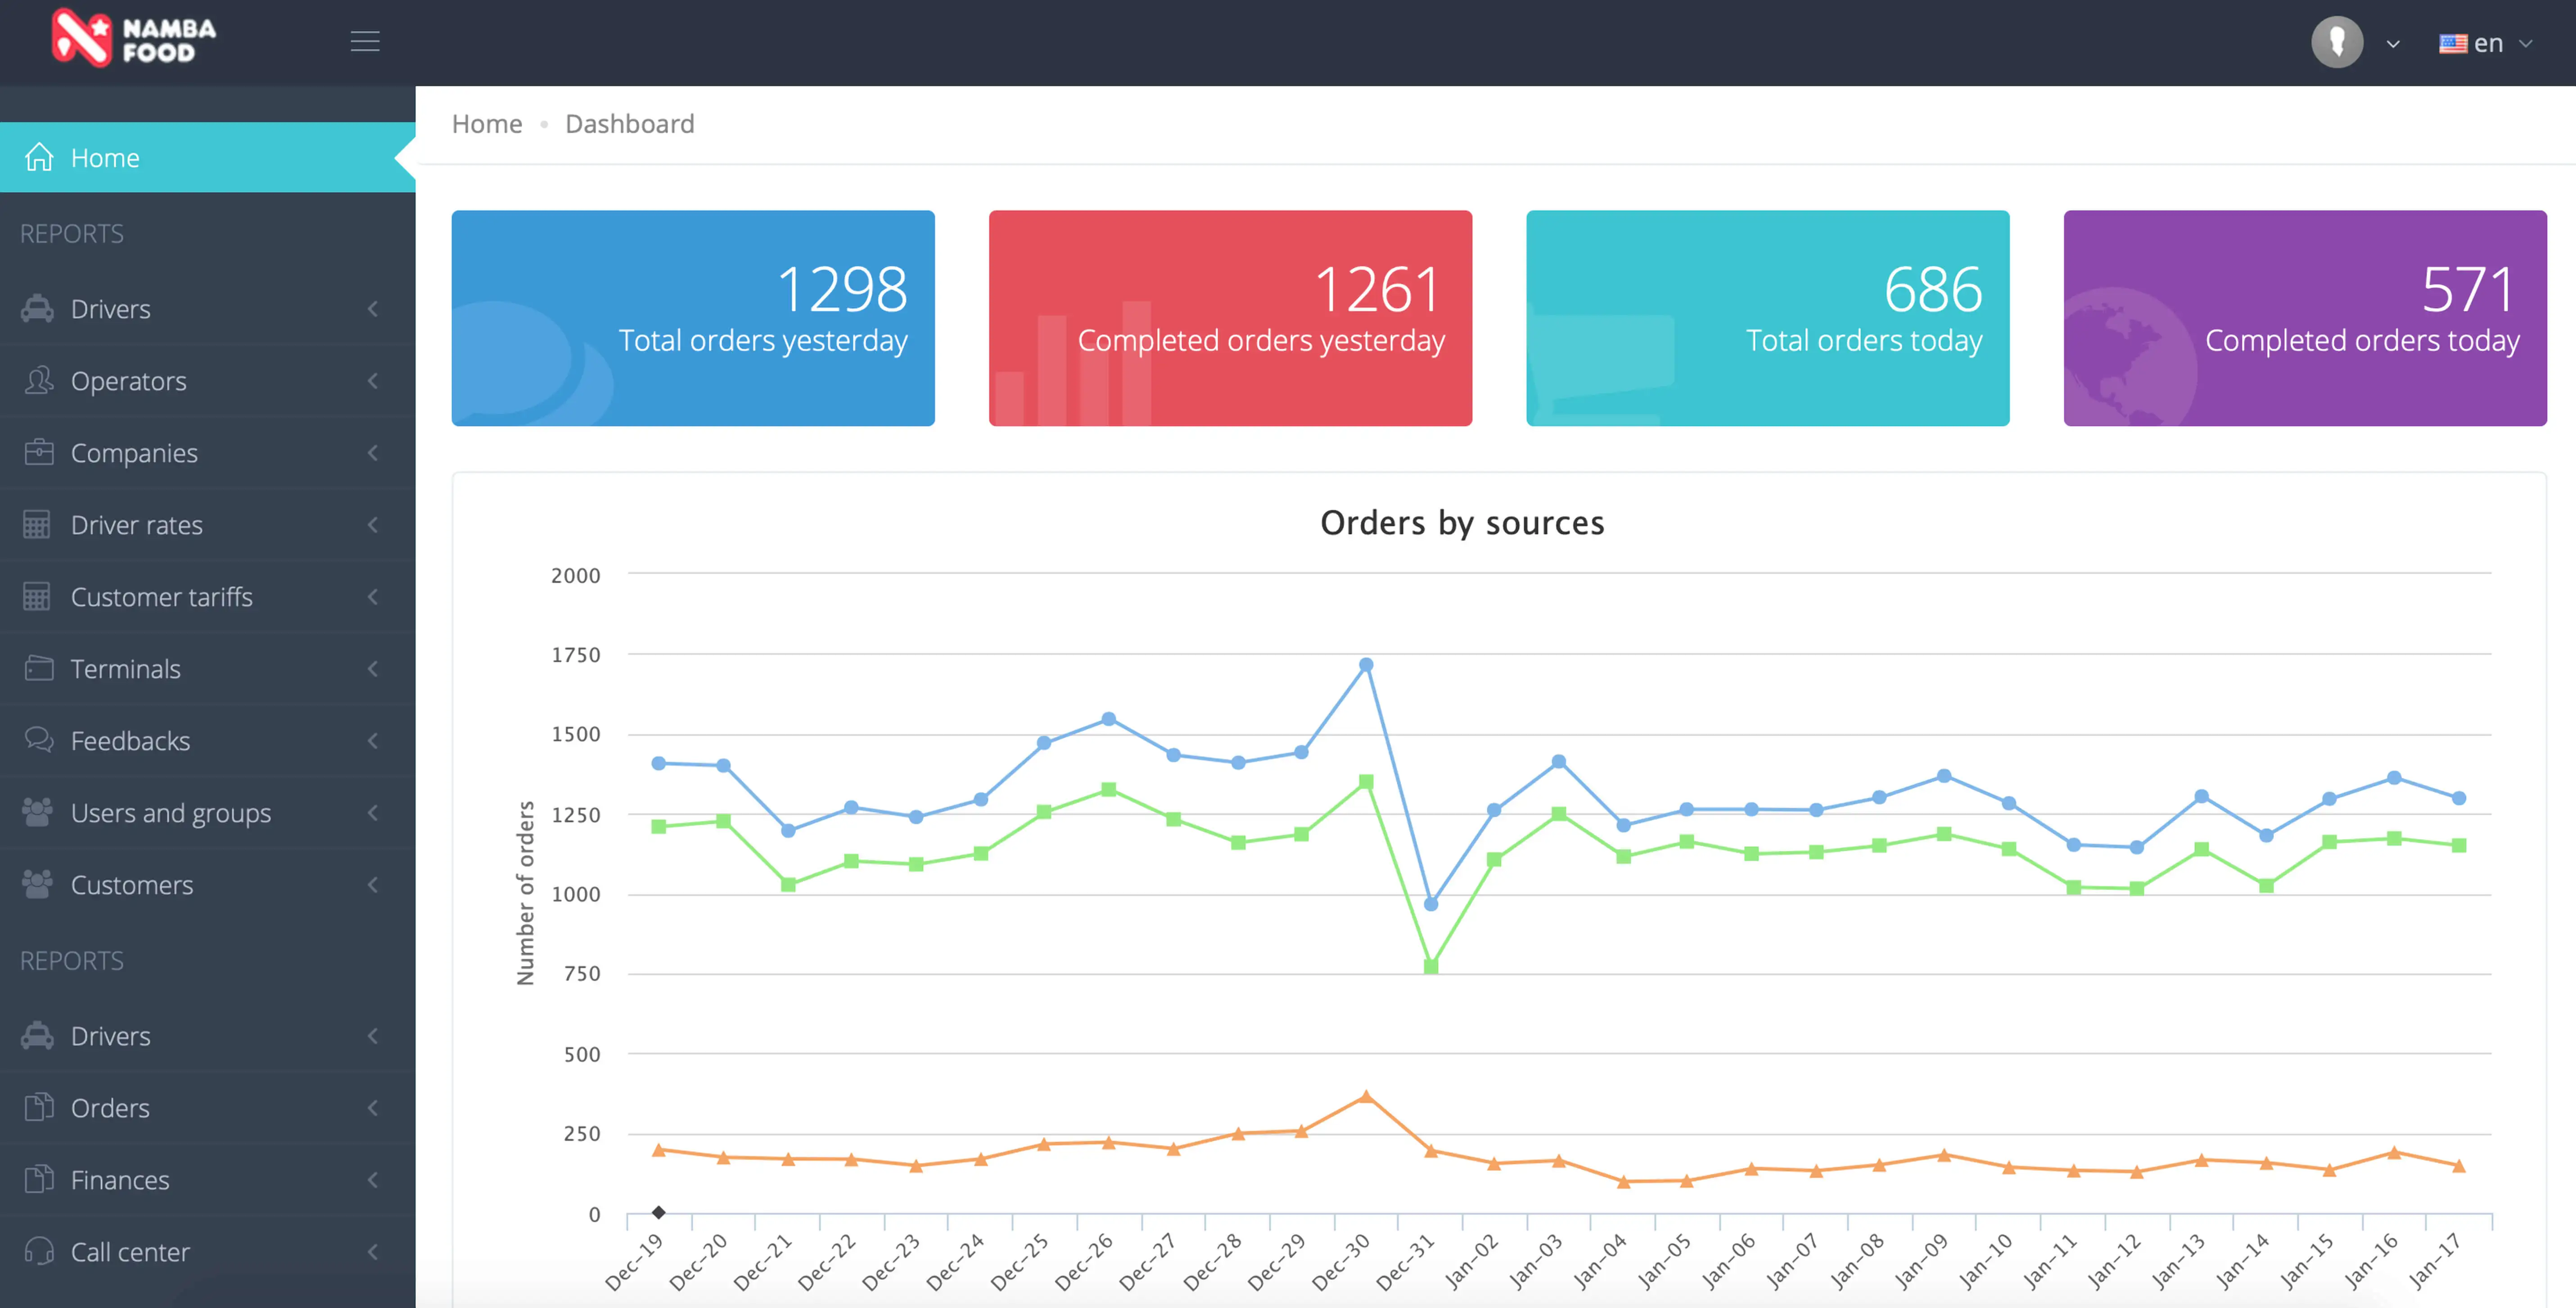 NAMBA
FOOD
en
Home
REPORTS
Drivers
Operators
Companies
Driver rates
Customer tariffs
Terminals
Feedbacks
Users and groups
Customers
REPORTS
Drivers
Orders
Finances
Call center
Home • Dashboard
1298
Total orders yesterday
1261
Completed orders yesterday
686
Total orders today
571
Completed orders today
Orders by sources
Number of orders
2000
1750
1500
1250
1000
750
500
250
0
Dec-19
Dec-20
Dec-21
Dec-22
Dec-23
Dec-24
Dec-25
Dec-26
Dec-27
Dec-28
Dec-29
Dec-30
Dec-31
Jan-02
Jan-03
Jan-04
Jan-05
Jan-06
Jan-07
Jan-08
Jan-09
Jan-10
Jan-11
Jan-12
Jan-13
Jan-14
Jan-15
Jan-16
Jan-17